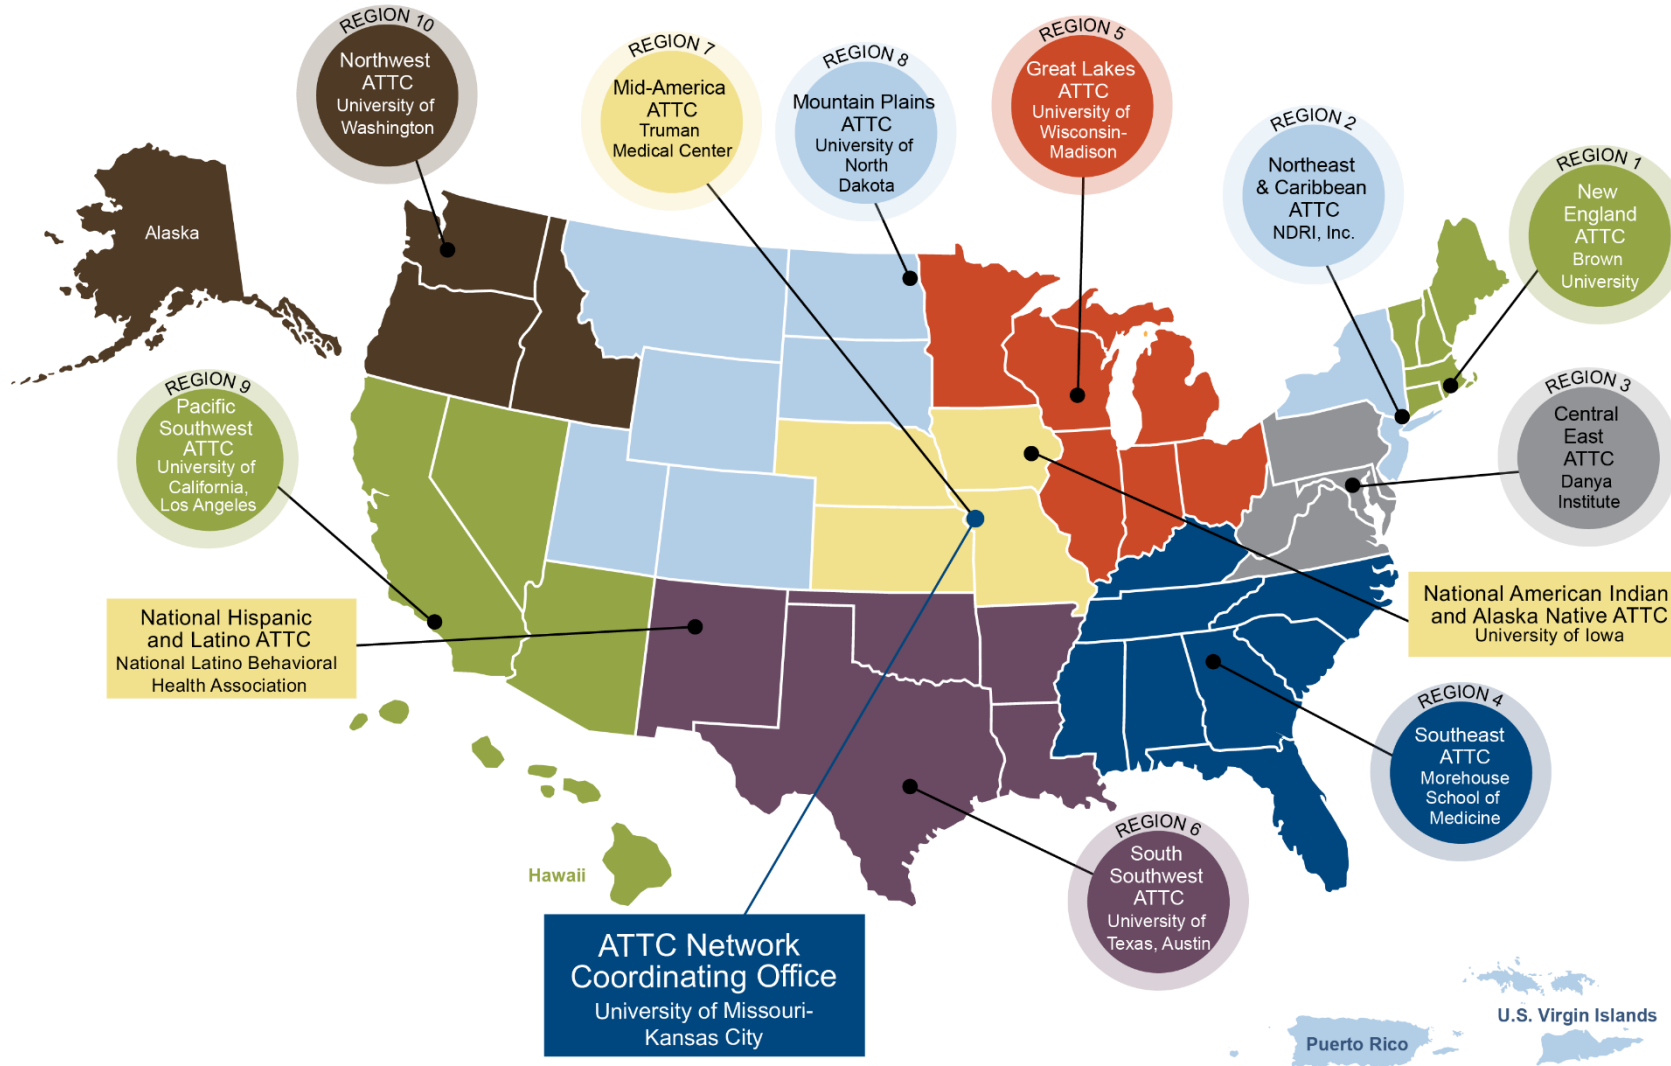 REGION 10
Northwest
ATTC
University of
Washington
REGION 7
Mid-America
ATTC
Truman
Medical Center
REGION 8
Mountain Plains
ATTC
University of
North
Dakota
REGION 5
Great Lakes
ATTC
University of
Wisconsin-
Madison
REGION 2
Northeast
& Caribbean
ATTC
NDRI, Inc.
REGION 1
New
England
ATTC
Brown
University
Alaska
REGION 9
Pacific
Southwest
ATTC
University of
California,
Los Angeles
REGION 3
Central
East
ATTC
Danya
Institute
National Hispanic
and Latino ATTC
National Latino Behavioral
Health Association
National American Indian
and Alaska Native ATTC
University of Iowa
REGION 4
Southeast
ATTC
Morehouse
School of
Medicine
REGION 6
South
Southwest
ATTC
University of
Texas, Austin
Hawaii
ATTC Network
Coordinating Office
University of Missouri-
Kansas City
U.S. Virgin Islands
Puerto Rico